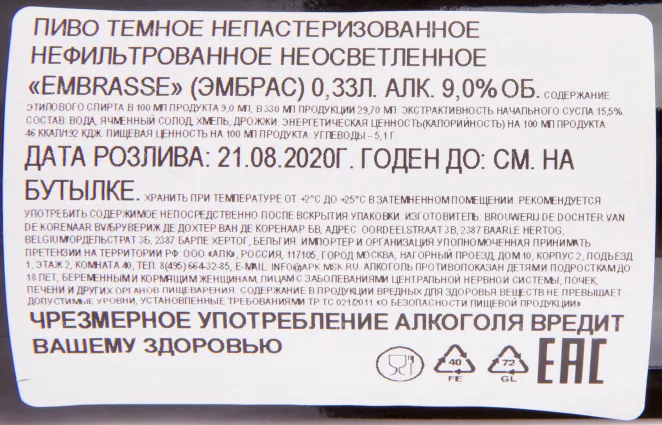 ПИВО ТЕМНОЕ НЕПАСТЕРИЗОВАННОЕ
НЕФИЛЬТРОВАННОЕ НЕОСВЕТЛЕННОЕ
«EMBRASSE» (ЭМБРАС) 0,33Л. АЛК. 9,0% ОБ. СОДЕРЖАНИЕ
ЭТИЛОВОГО СПИРТА В 100 МЛ ПРОДУКТА 9,0 МЛ, В 330 МЛ ПРОДУКЦИИ 29,70 МЛ. ЭКСТРАКТИВНОСТЬ НАЧАЛЬНОГО СУСЛА 15,5%.
СОСТАВ: ВОДА, ЯЧМЕННЫЙ СОЛОД, ХМЕЛЬ, ДРОЖЖИ. ЭНЕРГЕТИЧЕСКАЯ ЦЕННОСТЬ(КАЛОРИЙНОСТЬ) НА 100 МЛ ПРОДУКТА:
46 ККАЛ/192 КДЖ. ПИЩЕВАЯ ЦЕННОСТЬ НА 100 МЛ ПРОДУКТА: УГЛЕВОДЫ – 5,1 Г.
ДАТА РОЗЛИВА: 21.08.2020Г. ГОДЕН ДО: СМ. НА
БУТЫЛКЕ. ХРАНИТЬ ПРИ ТЕМПЕРАТУРЕ ОТ +2°С ДО +25°С В ЗАТЕМНЕННОМ ПОМЕЩЕНИИ. РЕКОМЕНДУЕТСЯ
УПОТРЕБИТЬ СОДЕРЖИМОЕ НЕПОСРЕДСТВЕННО ПОСЛЕ ВСКРЫТИЯ УПАКОВКИ. ИЗГОТОВИТЕЛЬ: BROUWERIJ DE DOCHTER VAN
DE KORENAAR BV/БРУВЕРИЖ ДЕ ДОХТЕР ВАН ДЕ КОРЕНААР БВ, АДРЕС: OORDEELSTRAAT 3B, 2387 BAARLE HERTOG,
BELGIUM/ОРДЕЛЬСТРАТ 3Б, 2387 БАРЛЕ ХЕРТОГ, БЕЛЬГИЯ. ИМПОРТЕР И ОРГАНИЗАЦИЯ УПОЛНОМОЧЕННАЯ ПРИНИМАТЬ
ПРЕТЕНЗИИ НА ТЕРРИТОРИИ РФ: ООО «АПК», РОССИЯ, 117105, ГОРОД МОСКВА, НАГОРНЫЙ ПРОЕЗД, ДОМ 10, КОРПУС 2, ПОДЪЕЗД
1, ЭТАЖ 2, КОМНАТА 40, ТЕЛ. 8(495) 664-32-85, E-MAIL: INFO@APK.MSK.RU. АЛКОГОЛЬ ПРОТИВОПОКАЗАН ДЕТЯМ И ПОДРОСТКАМ ДО
18 ЛЕТ, БЕРЕМЕННЫМ И КОРМЯЩИМ ЖЕНЩИНАМ, ЛИЦАМ С ЗАБОЛЕВАНИЯМИ ЦЕНТРАЛЬНОЙ НЕРВНОЙ СИСТЕМЫ, ПОЧЕК,
ПЕЧЕНИ И ДРУГИХ ОРГАНОВ ПИЩЕВАРЕНИЯ. СОДЕРЖАНИЕ В ПРОДУКЦИИ ВРЕДНЫХ ДЛЯ ЗДОРОВЬЯ ВЕЩЕСТВ НЕ ПРЕВЫШАЕТ
ДОПУСТИМЫЕ УРОВНИ, УСТАНОВЛЕННЫЕ ТРЕБОВАНИЯМИ ТР ТС 021/2011 «О БЕЗОПАСНОСТИ ПИЩЕВОЙ ПРОДУКЦИИ».
ЧРЕЗМЕРНОЕ УПОТРЕБЛЕНИЕ АЛКОГОЛЯ ВРЕДИТ
ВАШЕМУ ЗДОРОВЬЮ
40 FE 72 GL EAC